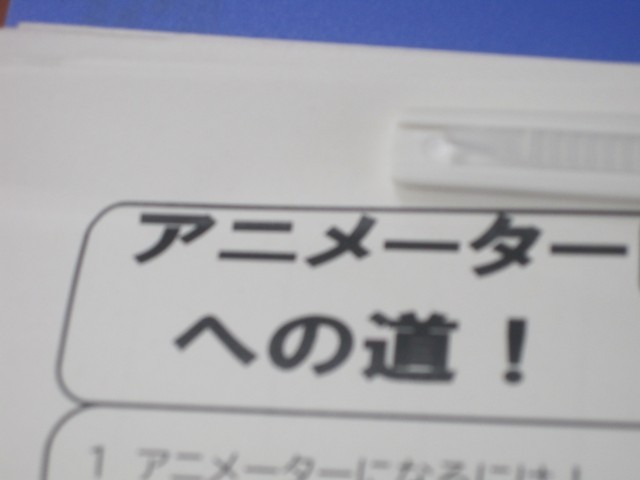 アニメーター
への道！
1 アニメーターになるには！